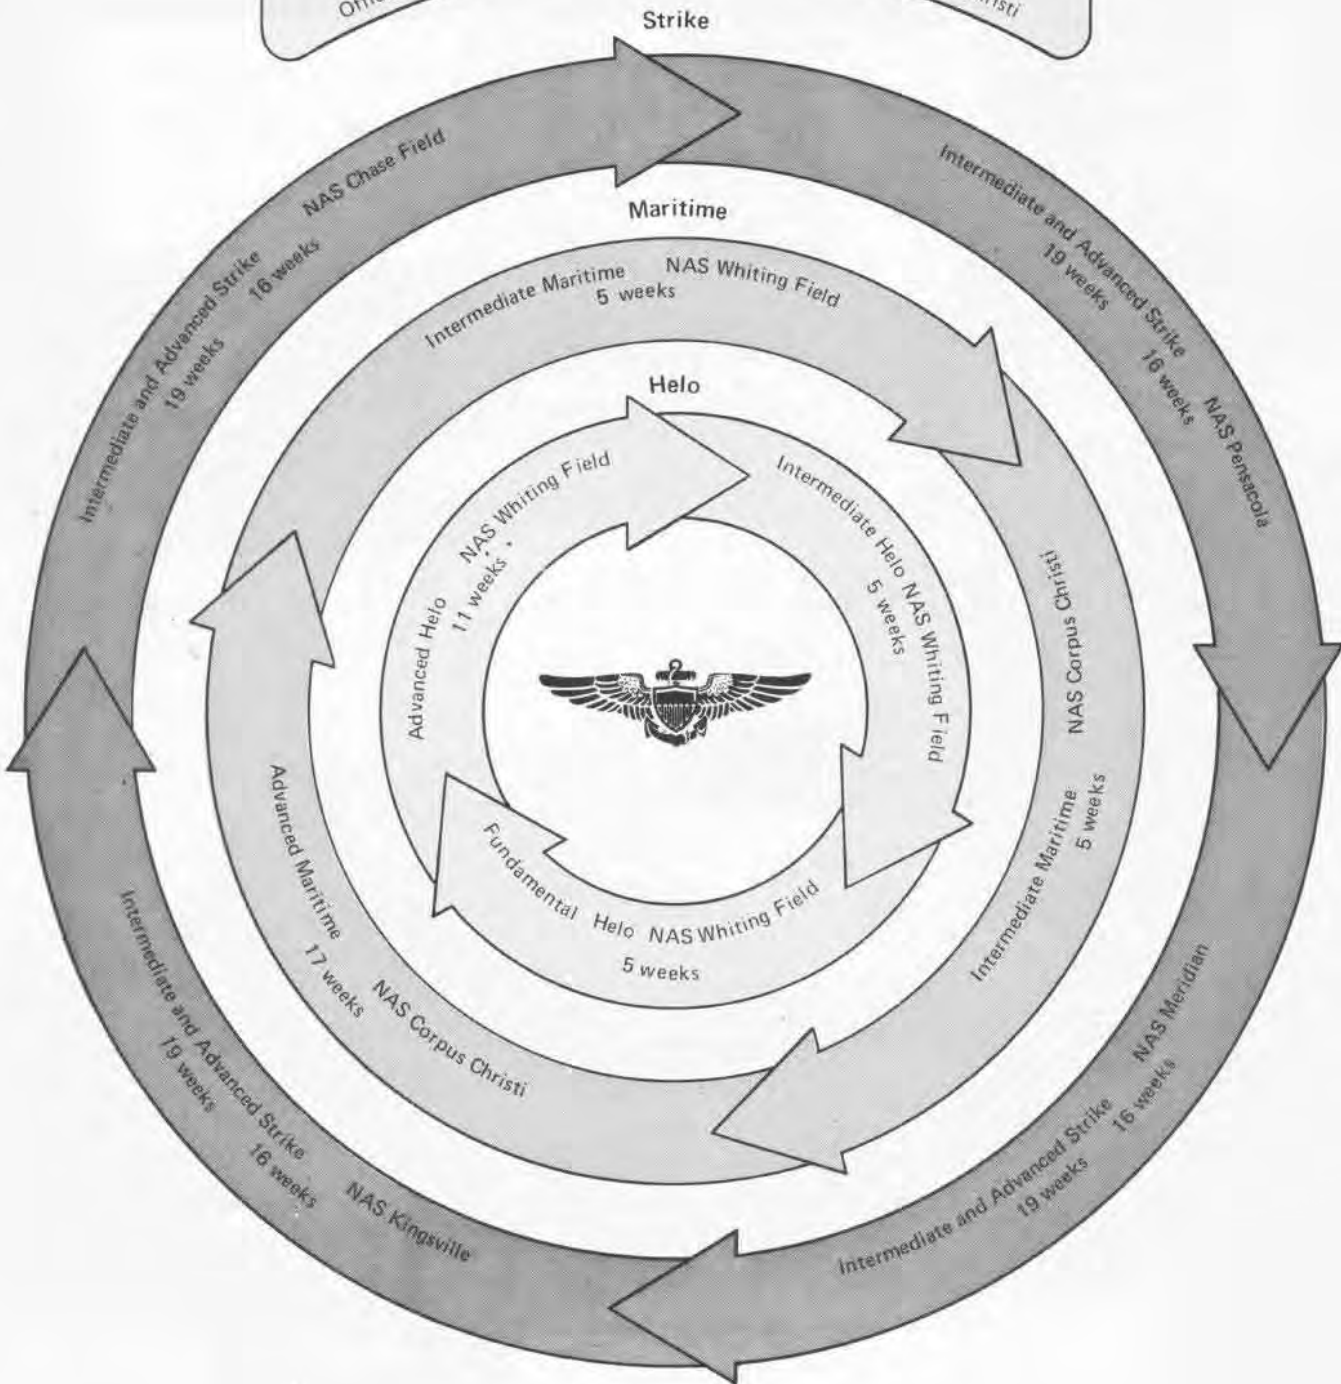 Strike
NAS Chase Field
Intermediate and Advanced Strike
19 weeks 16 weeks
Intermediate and Advanced Strike
19 weeks 16 weeks
NAS Pensacola
NAS Meridian
Intermediate and Advanced Strike
19 weeks 16 weeks
Intermediate and Advanced Strike
19 weeks 16 weeks
NAS Kingsville
Maritime
Intermediate Maritime NAS Whiting Field
5 weeks
NAS Corpus Christi
Intermediate Maritime
5 weeks
Advanced Maritime
17 weeks
NAS Corpus Christi
Helo
Intermediate Helo NAS Whiting Field
5 weeks
Fundamental Helo NAS Whiting Field
5 weeks
Advanced Helo NAS Whiting Field
11 weeks